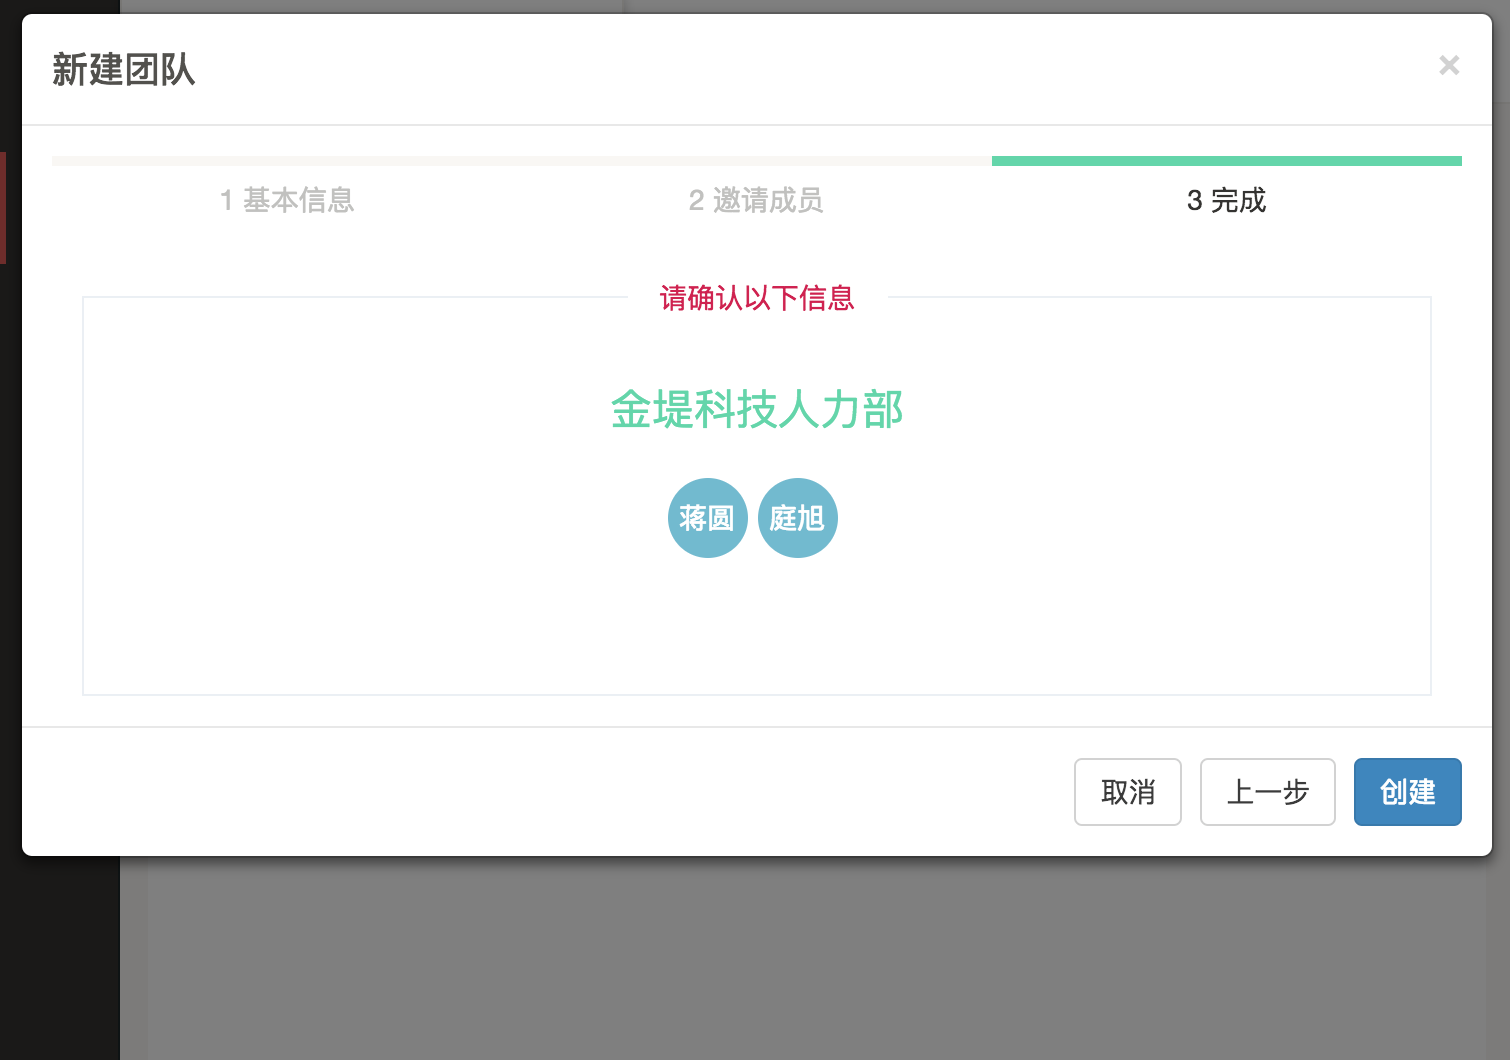 新建团队
×
1 基本信息
2 邀请成员
3 完成
请确认以下信息
金堤科技人力部
蒋圆
庭旭
取消
上一步
创建